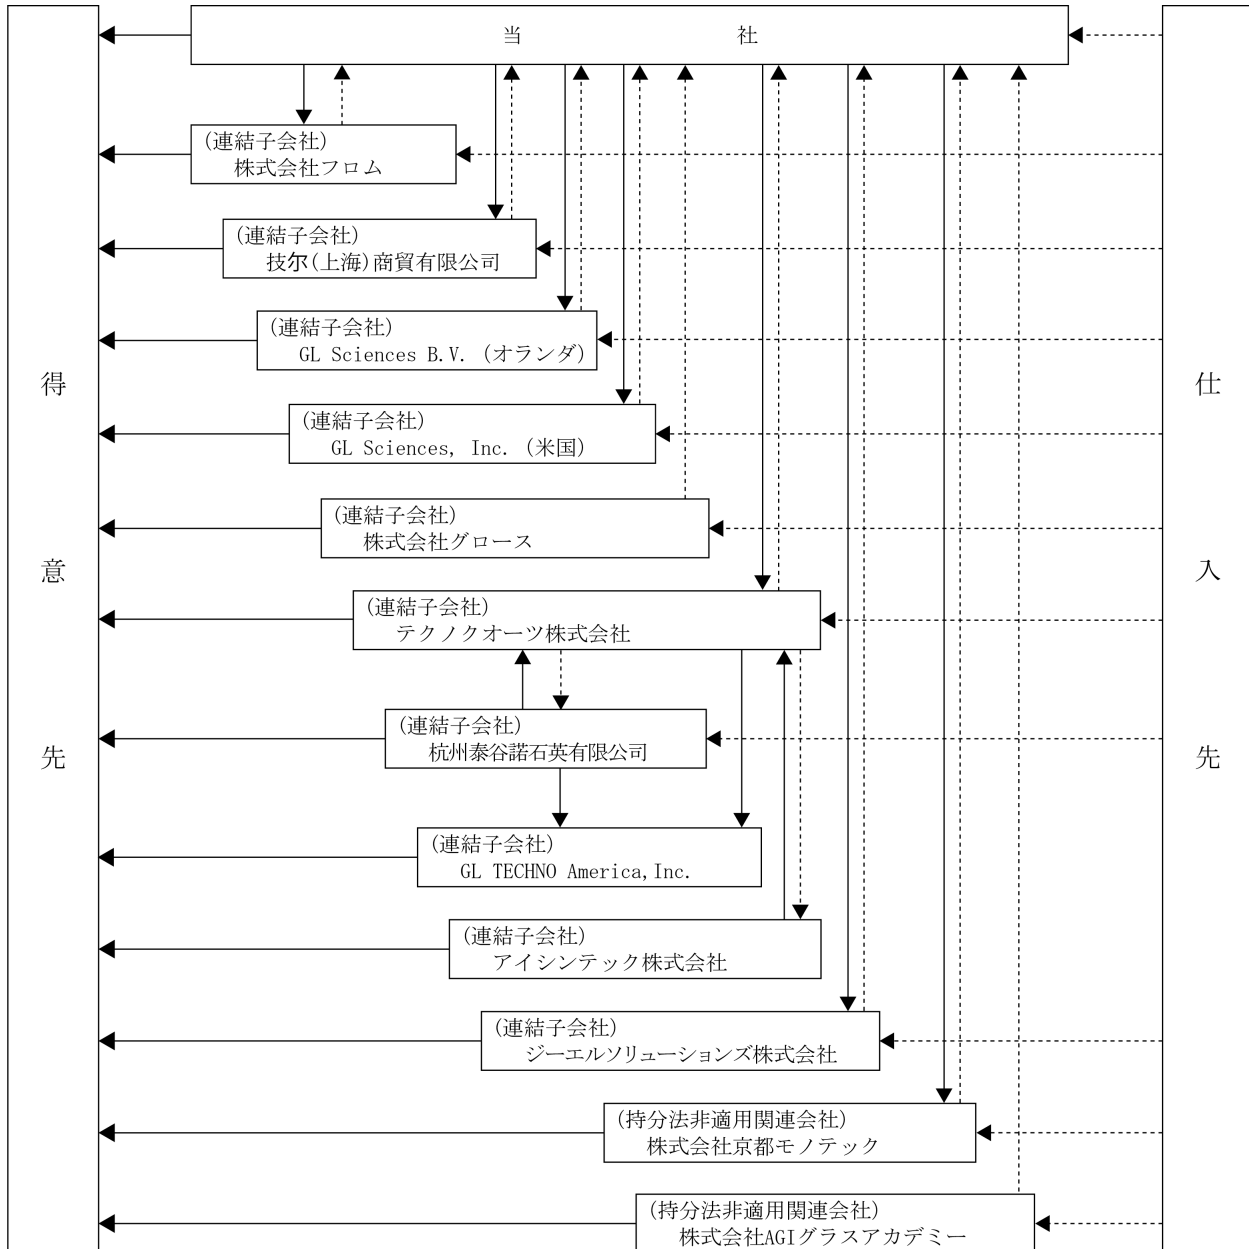 当 社
(連結子会社)
株式会社フロム
(連結子会社)
技尔(上海)商貿有限公司
(連結子会社)
GL Sciences B.V. (オランダ)
(連結子会社)
GL Sciences, Inc. (米国)
(連結子会社)
株式会社グロース
(連結子会社)
テクノクオーツ株式会社
(連結子会社)
杭州泰谷諾石英有限公司
(連結子会社)
GL TECHNO America,Inc.
(連結子会社)
アイシンテック株式会社
(連結子会社)
ジーエルソリューションズ株式会社
(持分法非適用関連会社)
株式会社京都モノテック
(持分法非適用関連会社)
株式会社AGIグラスアカデミー
得意先
仕入先